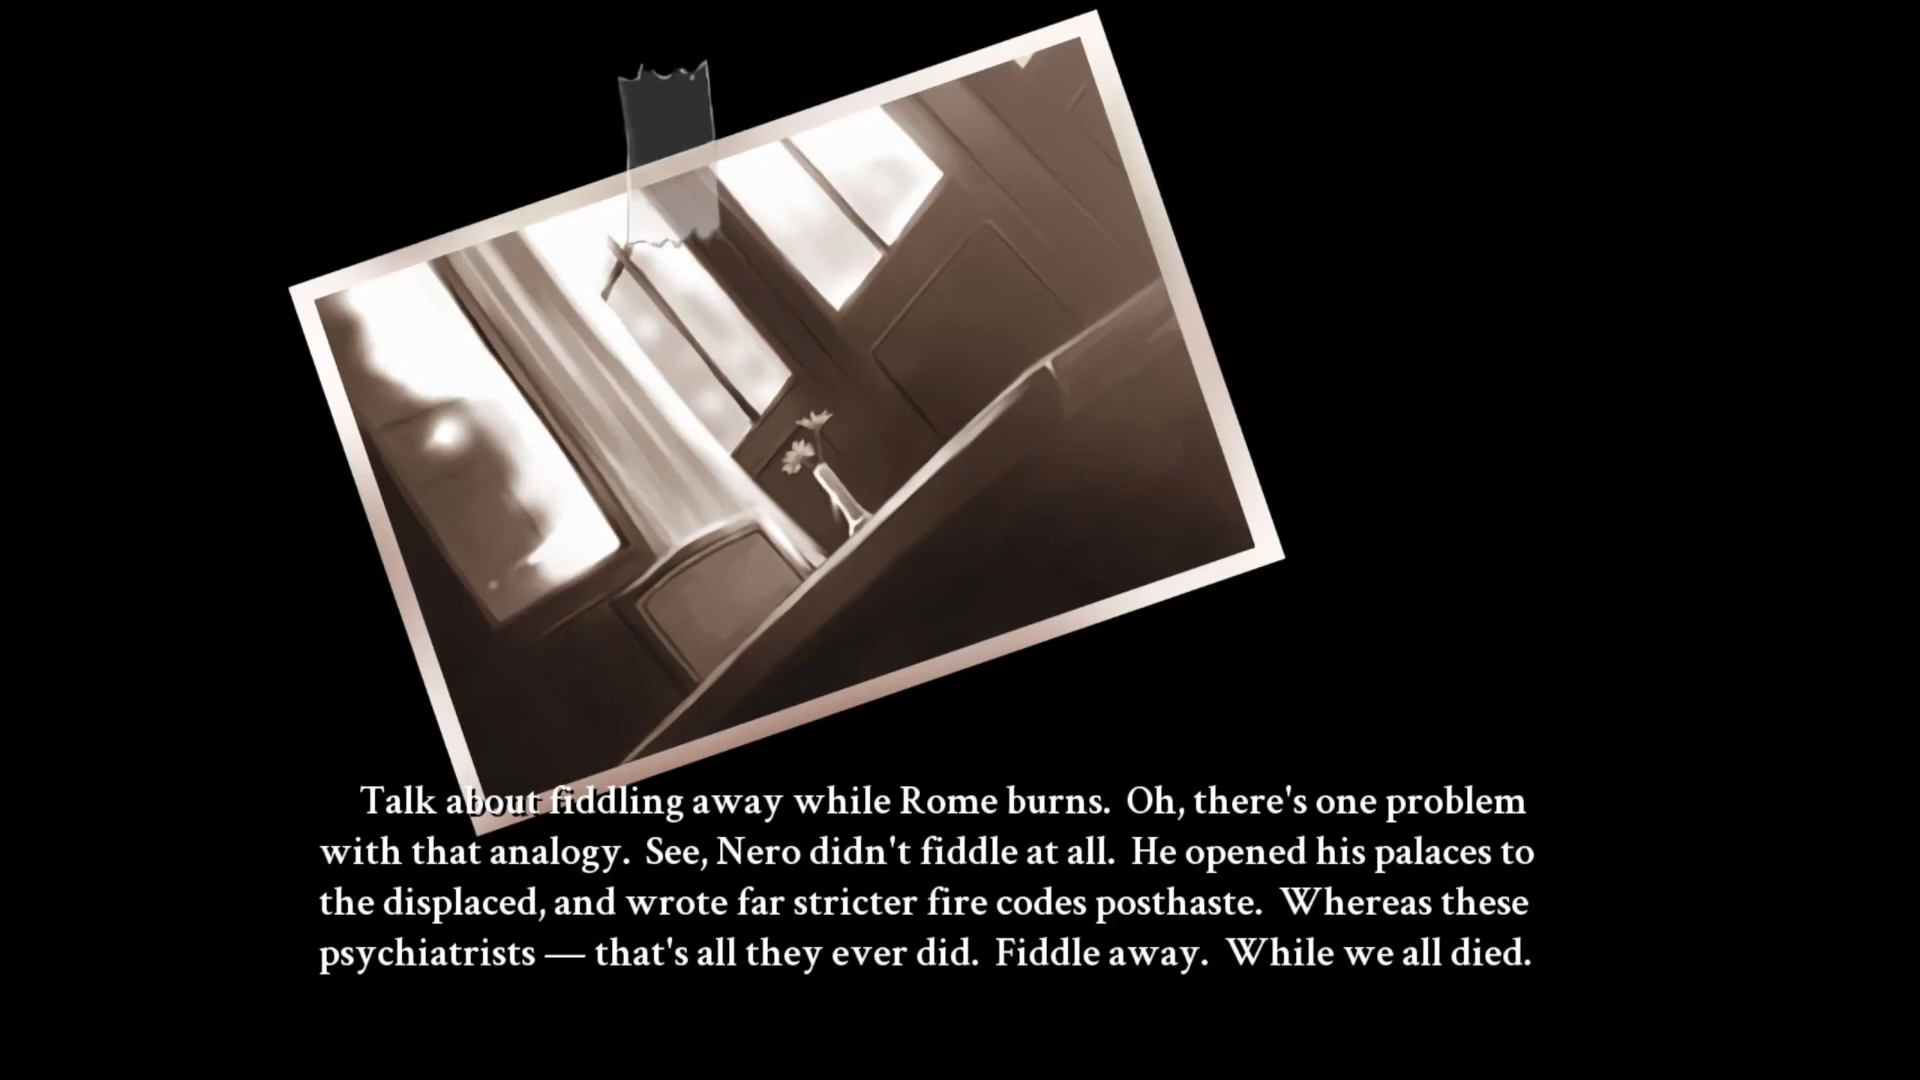 Talk about fiddling away while Rome burns. Oh, there's one problem
with that analogy. See, Nero didn't fiddle at all. He opened his palaces to
the displaced, and wrote far stricter fire codes posthaste. Whereas these
psychiatrists — that's all they ever did. Fiddle away. While we all died.